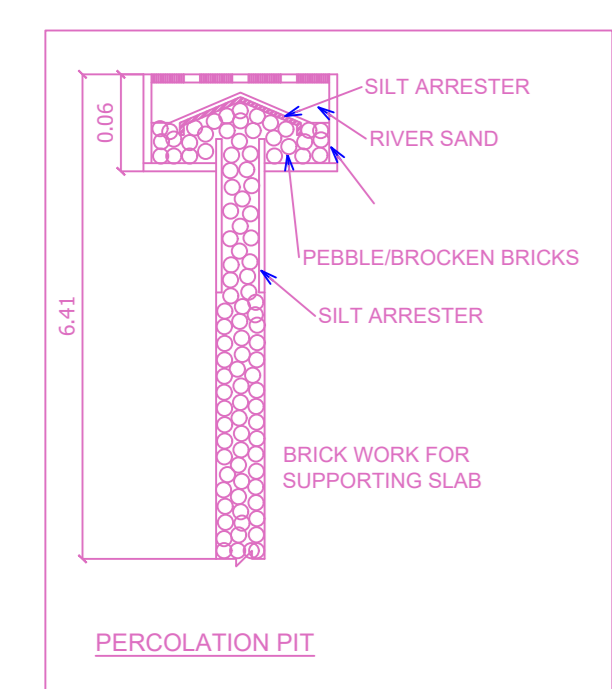 SILT ARRESTER
0.06
RIVER SAND
PEBBLE/BROCKEN BRICKS
6.41
SILT ARRESTER
BRICK WORK FOR
SUPPORTING SLAB
PERCOLATION PIT